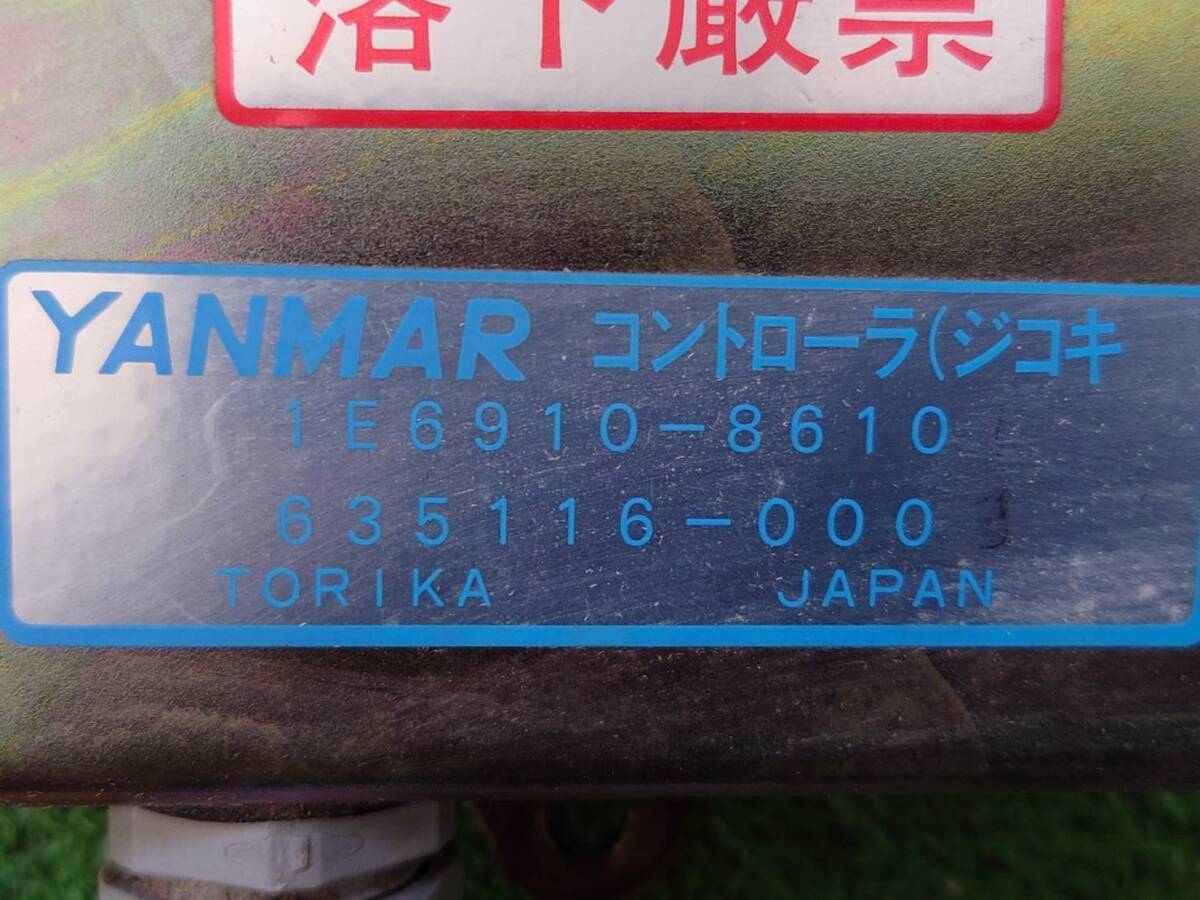 落下厳禁
YANMAR コントローラ(ジコキ
1E6910-8610
635116-000
TORIKA JAPAN